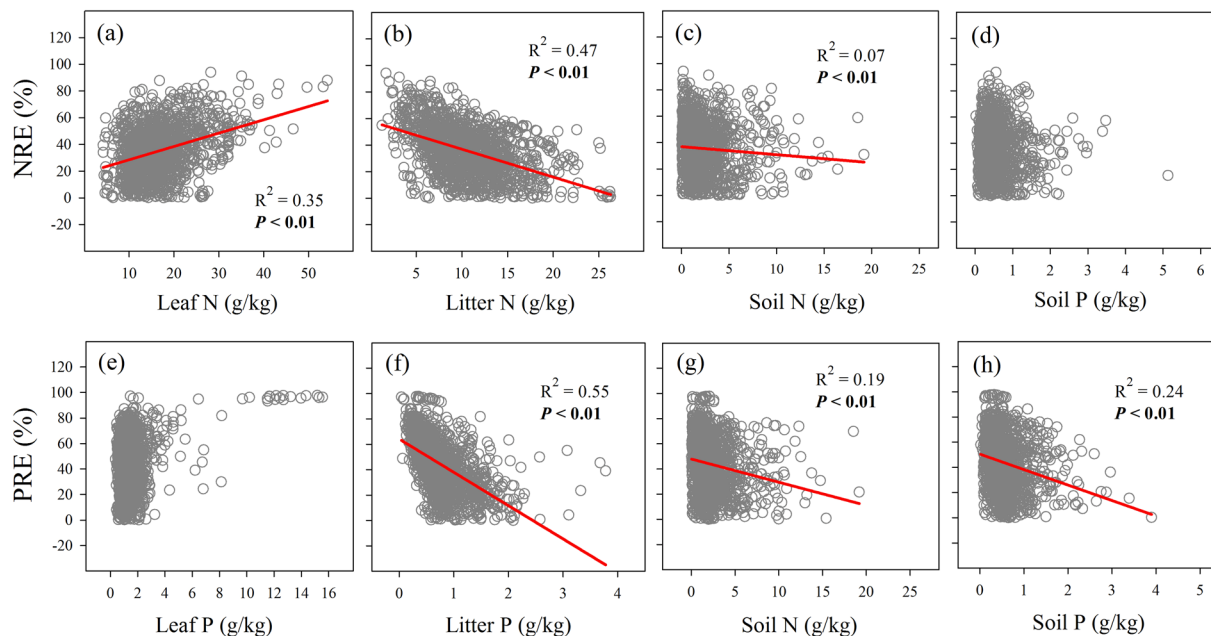 (a)
(b)
(c)
(d)
NRE (%)
120
100
80
60
40
20
0
-20
R² = 0.35
P < 0.01
R² = 0.47
P < 0.01
R² = 0.07
P < 0.01
10 20 30 40 50
0 5 10 15 20 25
0 5 10 15 20 25
0 1 2 3 4 5 6
Leaf N (g/kg)
Litter N (g/kg)
Soil N (g/kg)
Soil P (g/kg)
(e)
(f)
(g)
(h)
PRE (%)
120
100
80
60
40
20
0
-20
R² = 0.55
P < 0.01
R² = 0.19
P < 0.01
R² = 0.24
P < 0.01
0 2 4 6 8 10 12 14 16
0 1 2 3 4
0 5 10 15 20 25
0 1 2 3 4 5
Leaf P (g/kg)
Litter P (g/kg)
Soil N (g/kg)
Soil P (g/kg)